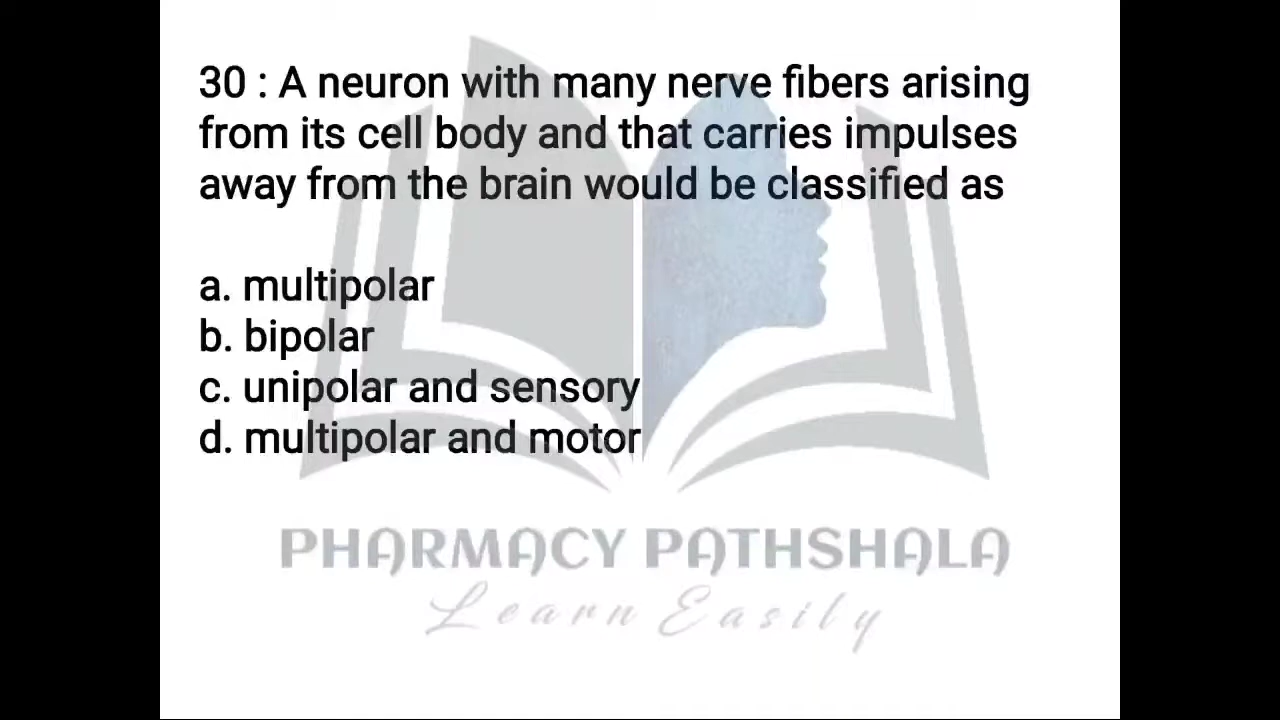 30 : A neuron with many nerve fibers arising
from its cell body and that carries impulses
away from the brain would be classified as
a. multipolar
b. bipolar
c. unipolar and sensory
d. multipolar and motor
PHARMACY PATHSHALA
Learn Easily